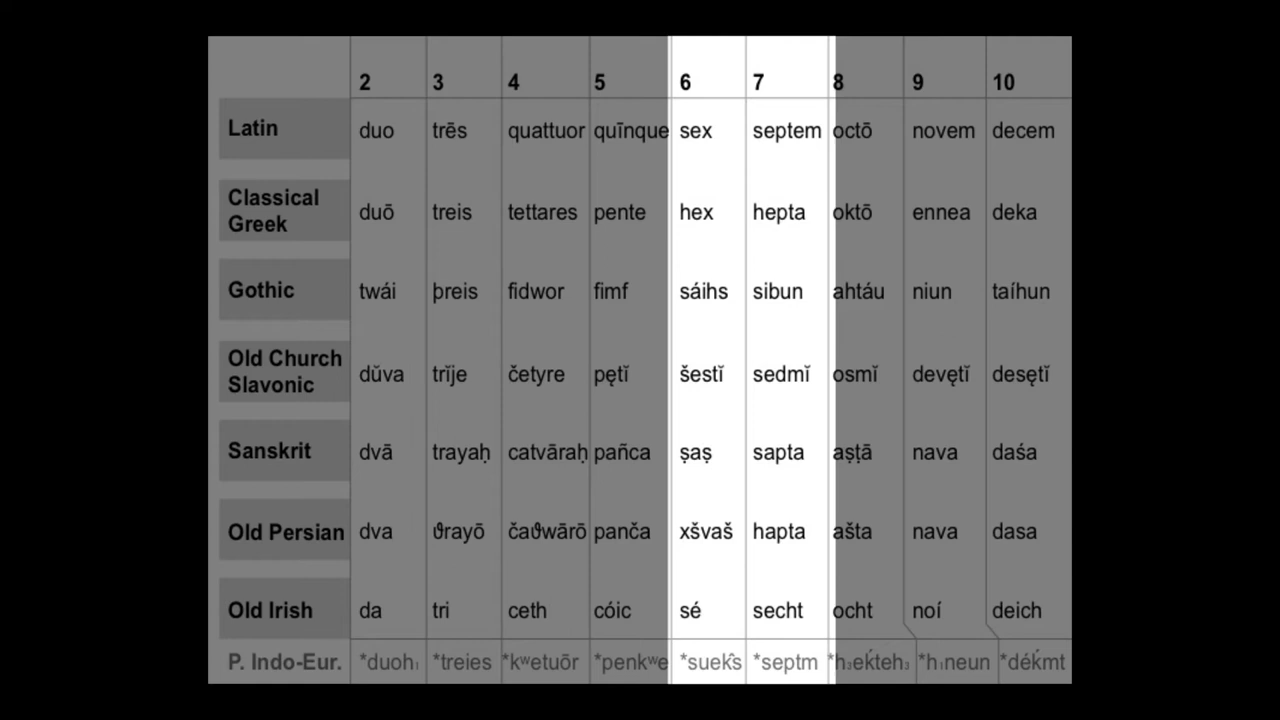 2 3 4 5 6 7 8 9 10
Latin duo trēs quattuor quīnque sex septem octō novem decem
Classical
Greek duō treis tettares pente hex hepta oktō ennea deka
Gothic twái þreis fidwor fimf sáihs sibun ahtáu niun taíhun
Old Church
Slavonic dŭva trĭje četyre pętĭ šestĭ sedmĭ osmĭ devętĭ desętĭ
Sanskrit dvā trayaḥ catvāraḥ pañca ṣaṣ sapta aṣṭā nava daśa
Old Persian dva ϑrayō čaϑwārō panča xšvaš hapta ašta nava dasa
Old Irish da tri ceth cóic sé secht ocht noí deich
P. Indo-Eur. *duoh₁ *treies *kʷetuōr *penkʷe *suek̂s *septm *h₃eḱteh₃ *h₁neun *déḱmt